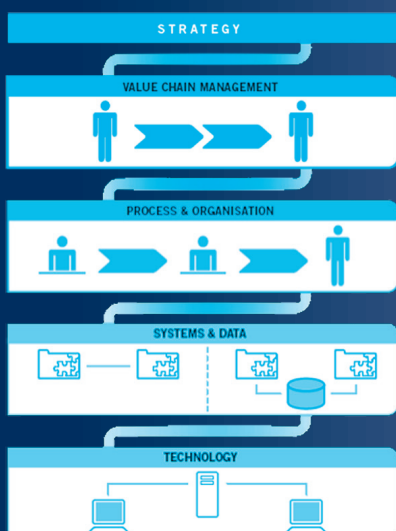 STRATEGY
VALUE CHAIN MANAGEMENT
PROCESS & ORGANISATION
SYSTEMS & DATA
TECHNOLOGY